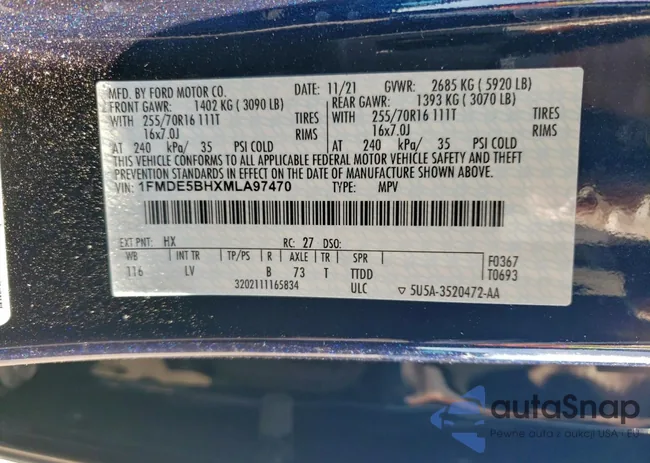 MFD. BY FORD MOTOR CO. DATE: 11/21 GVWR: 2685 KG (5920 LB)
FRONT GAWR: 1402 KG (3090 LB) REAR GAWR: 1393 KG (3070 LB)
WITH 255/70R16 111T TIRES WITH 255/70R16 111T TIRES
16x7.0J RIMS 16x7.0J RIMS
AT 240 kPa/ 35 PSI COLD AT 240 kPa/ 35 PSI COLD
THIS VEHICLE CONFORMS TO ALL APPLICABLE FEDERAL MOTOR VEHICLE SAFETY AND THEFT
PREVENTION STANDARDS IN EFFECT ON THE DATE OF MANUFACTURE SHOWN ABOVE.
VIN: 1FMDE5BHXMLA97470 TYPE: MPV
EXT PNT: HX RC: 27 DSO:
WB INT TR TP/PS R AXLE TR SPR F0367
116 LV B 73 T TTDD T0693
3202111165834 ULC ▽ 5U5A-3520472-AA
autoSnap
Pewne auta z aukcji USA - EU